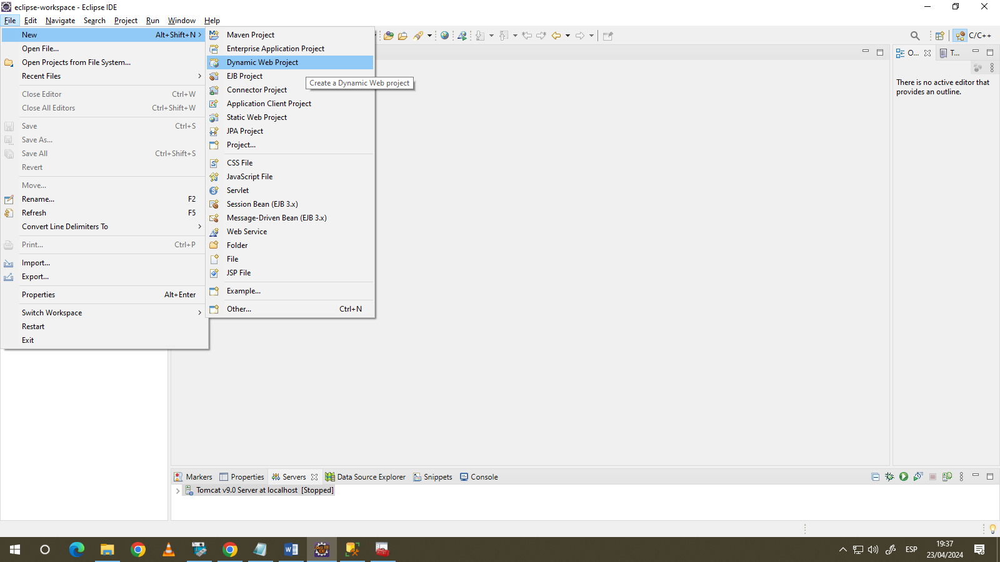 eclipse-workspace - Eclipse IDE
File Edit Navigate Search Project Run Window Help
New Alt+Shift+N
Open File...
Open Projects from File System...
Recent Files
Close Editor Ctrl+W
Close All Editors Ctrl+Shift+W
Save Ctrl+S
Save As...
Save All Ctrl+Shift+S
Revert
Move...
Rename... F2
Refresh F5
Convert Line Delimiters To
Print... Ctrl+P
Import...
Export...
Properties Alt+Enter
Switch Workspace
Restart
Exit
Maven Project
Enterprise Application Project
Dynamic Web Project
EJB Project
Create a Dynamic Web project
Connector Project
Application Client Project
Static Web Project
JPA Project
Project...
CSS File
JavaScript File
Servlet
Session Bean (EJB 3.x)
Message-Driven Bean (EJB 3.x)
Web Service
Folder
File
JSP File
Example...
Other... Ctrl+N
C/C++
O... T...
There is no active editor that
provides an outline.
Markers Properties Servers Data Source Explorer Snippets Console
Tomcat v9.0 Server at localhost [Stopped]
ESP
19:37
23/04/2024